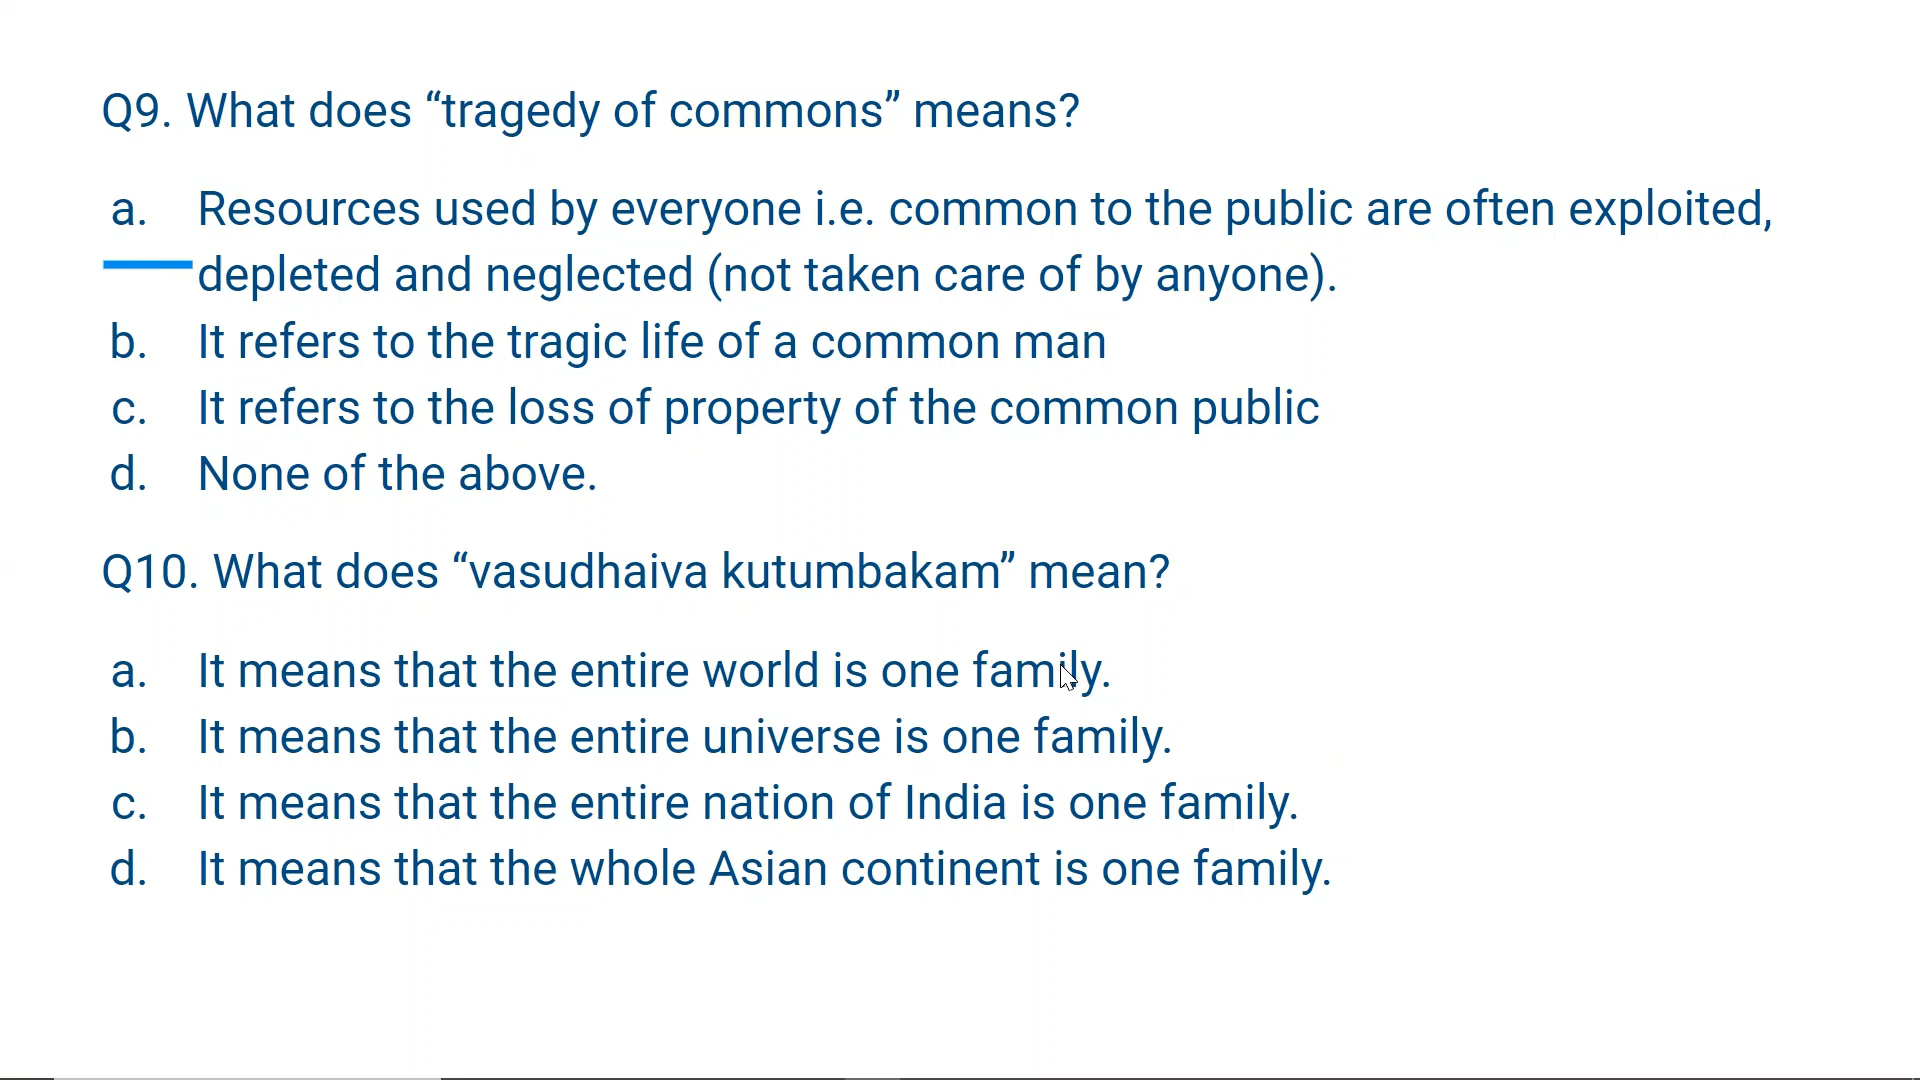 Q9. What does “tragedy of commons” means?
a. Resources used by everyone i.e. common to the public are often exploited,
depleted and neglected (not taken care of by anyone).
b. It refers to the tragic life of a common man
c. It refers to the loss of property of the common public
d. None of the above.
Q10. What does “vasudhaiva kutumbakam” mean?
a. It means that the entire world is one family.
b. It means that the entire universe is one family.
c. It means that the entire nation of India is one family.
d. It means that the whole Asian continent is one family.